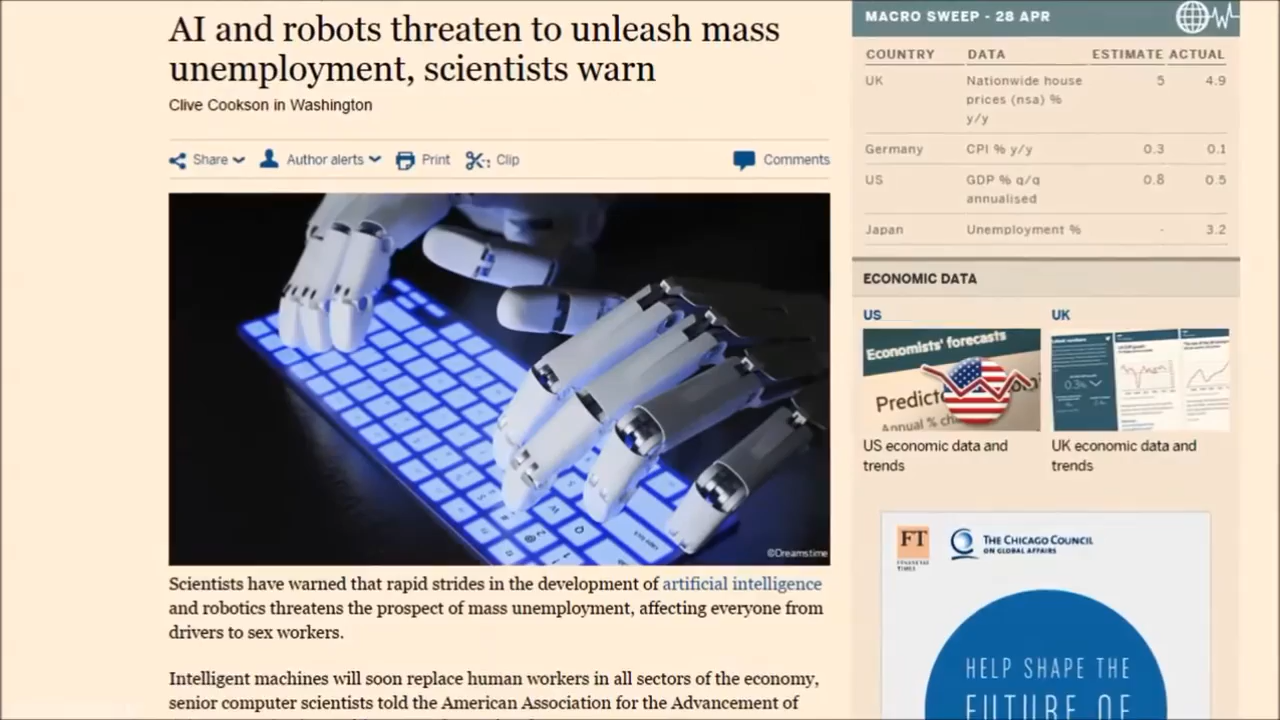 AI and robots threaten to unleash mass
unemployment, scientists warn
Clive Cookson in Washington
Share
Author alerts
Print
Clip
Comments
©Dreamstime
Scientists have warned that rapid strides in the development of artificial intelligence
and robotics threatens the prospect of mass unemployment, affecting everyone from
drivers to sex workers.
Intelligent machines will soon replace human workers in all sectors of the economy,
senior computer scientists told the American Association for the Advancement of
MACRO SWEEP - 28 APR
COUNTRY DATA ESTIMATE ACTUAL
UK Nationwide house 5 4.9
prices (nsa) %
y/y
Germany CPI % y/y 0.3 0.1
US GDP % q/q 0.8 0.5
annualised
Japan Unemployment % - 3.2
ECONOMIC DATA
US
Economists' forecasts
Predict
Annual % ch
US economic data and
trends
UK
0.3%
UK economic data and
trends
FT
FINANCIAL
TIMES
THE CHICAGO COUNCIL
ON GLOBAL AFFAIRS
HELP SHAPE THE
FUTURE OF